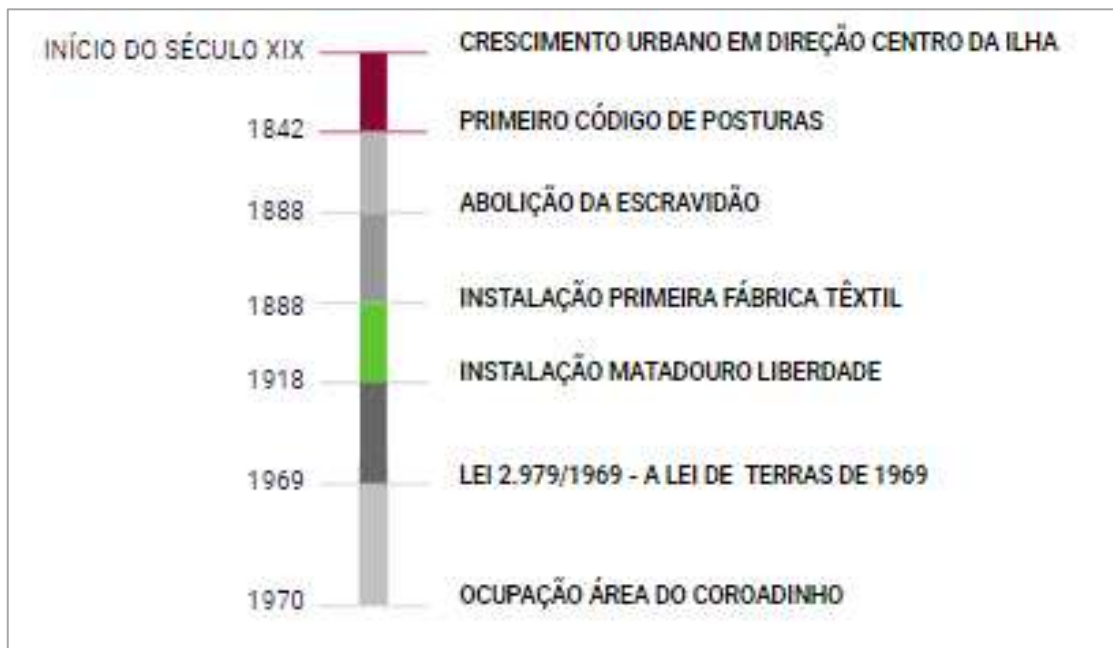 INÍCIO DO SÉCULO XIX CRESCIMENTO URBANO EM DIREÇÃO CENTRO DA ILHA
1842 PRIMEIRO CÓDIGO DE POSTURAS
1888 ABOLIÇÃO DA ESCRAVIDÃO
1888 INSTALAÇÃO PRIMEIRA FÁBRICA TÊXTIL
1918 INSTALAÇÃO MATADOURO LIBERDADE
1969 LEI 2.979/1969 - A LEI DE TERRAS DE 1969
1970 OCUPAÇÃO ÁREA DO COROADINHO